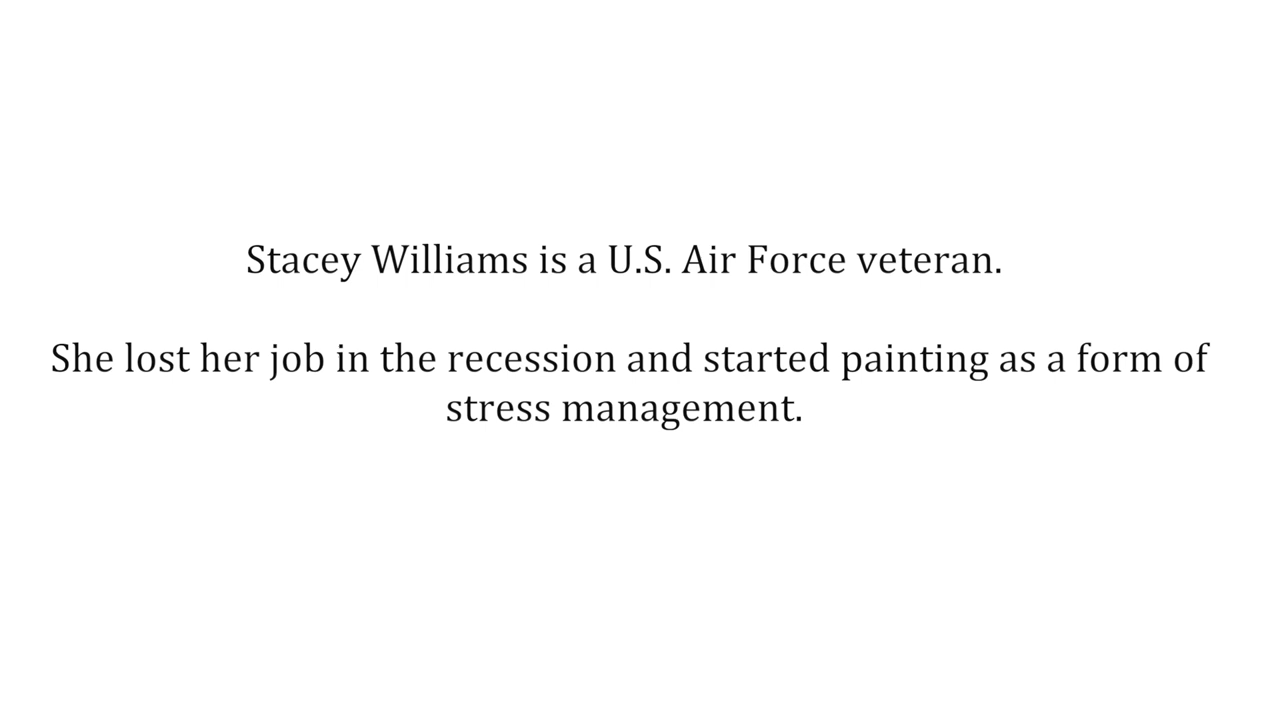 Stacey Williams is a U.S. Air Force veteran.
She lost her job in the recession and started painting as a form of
stress management.